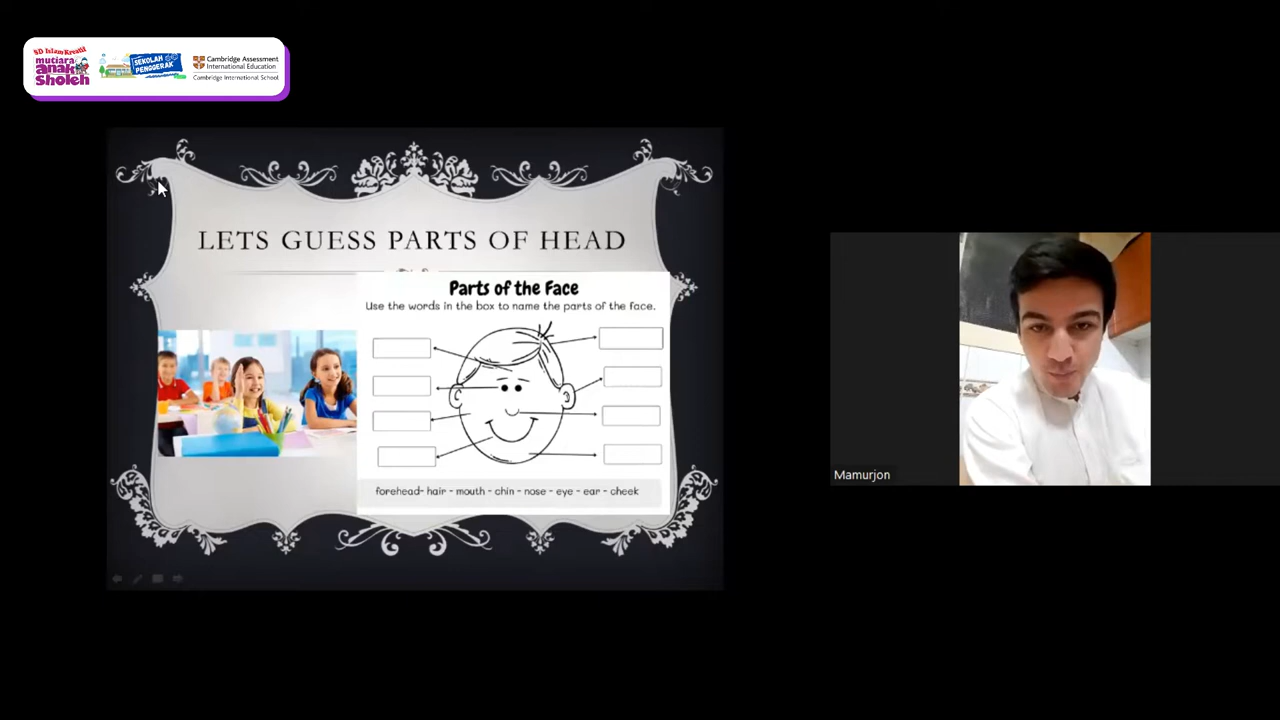 SD Islam Kreatif
mutiara
anak
Sholeh
SEKOLAH
PENGGERAK
Cambridge Assessment
International Education
Cambridge International School
LETS GUESS PARTS OF HEAD
Parts of the Face
Use the words in the box to name the parts of the face.
forehead- hair - mouth - chin - nose - eye - ear - cheek
Mamurjon